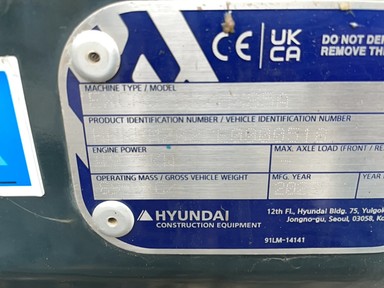 CE UK CA
DO NOT DE
REMOVE THE
MACHINE TYPE / MODEL
PRODUCT IDENTIFICATION NUMBER / VEHICLE IDENTIFICATION NUMBER
ENGINE POWER
MAX. AXLE LOAD (FRONT / RE
OPERATING MASS / GROSS VEHICLE WEIGHT
MFG. YEAR
YEAR
HYUNDAI
CONSTRUCTION EQUIPMENT
12th Fl., Hyundai Bldg. 75, Yulgok
Jongno-gu, Seoul, 03058, Ko
91LM-14141